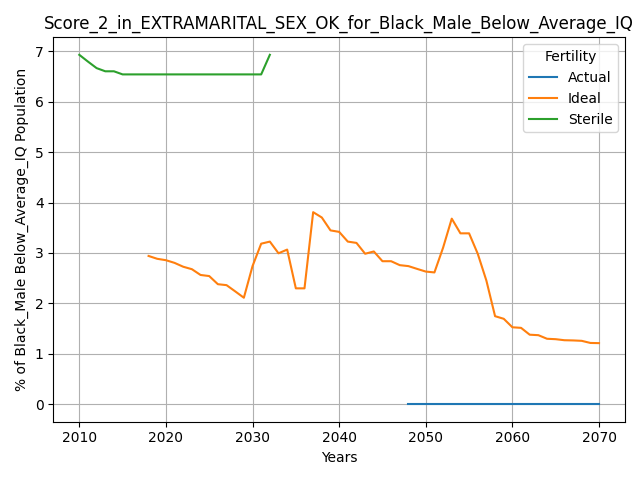 Score_2_in_EXTRAMARITAL_SEX_OK_for_Black_Male_Below_Average_IQ
% of Black_Male Below_Average_IQ Population
7
6
5
4
3
2
1
0
Fertility
Actual
Ideal
Sterile
2010 2020 2030 2040 2050 2060 2070
Years